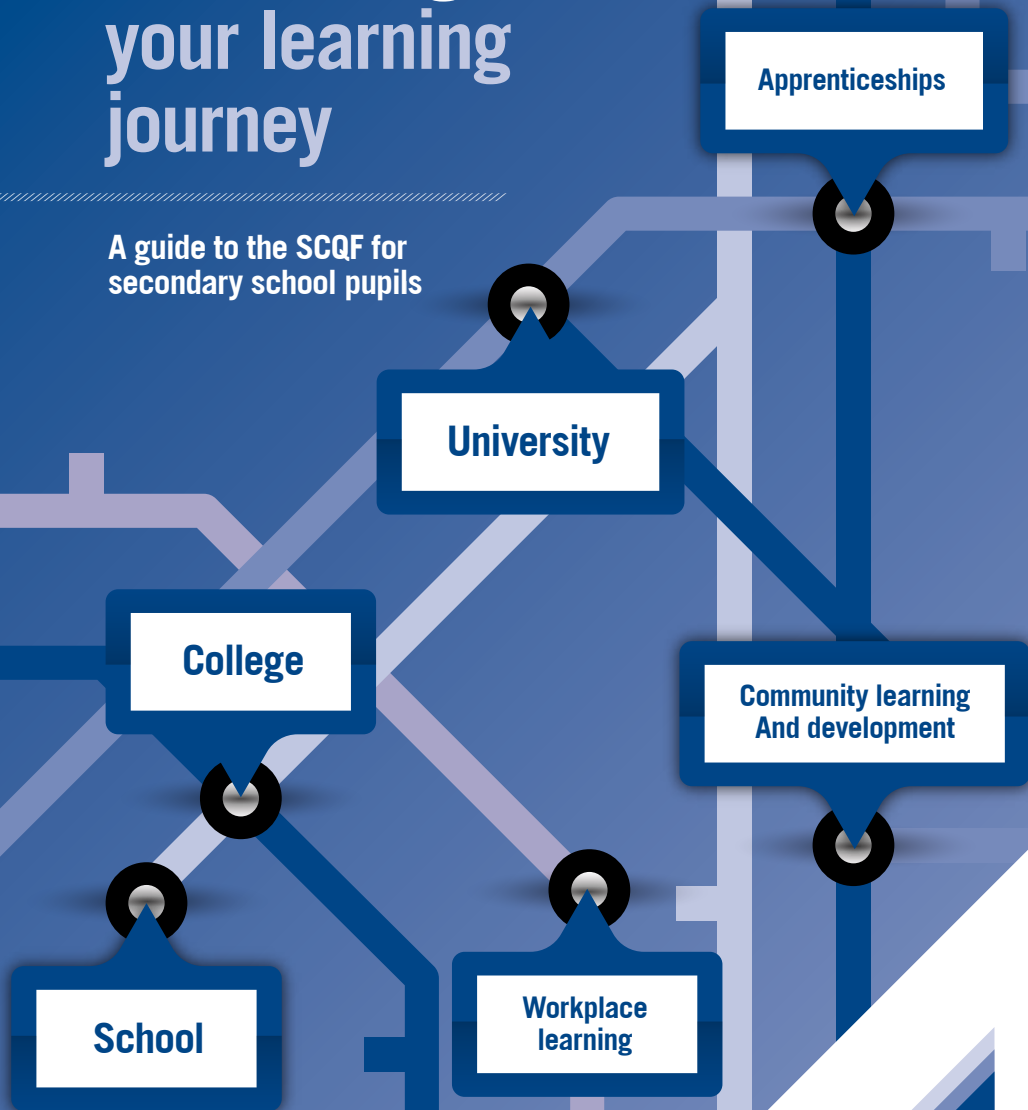 your learning
journey
A guide to the SCQF for
secondary school pupils
Apprenticeships
University
College
Community learning
And development
School
Workplace
learning